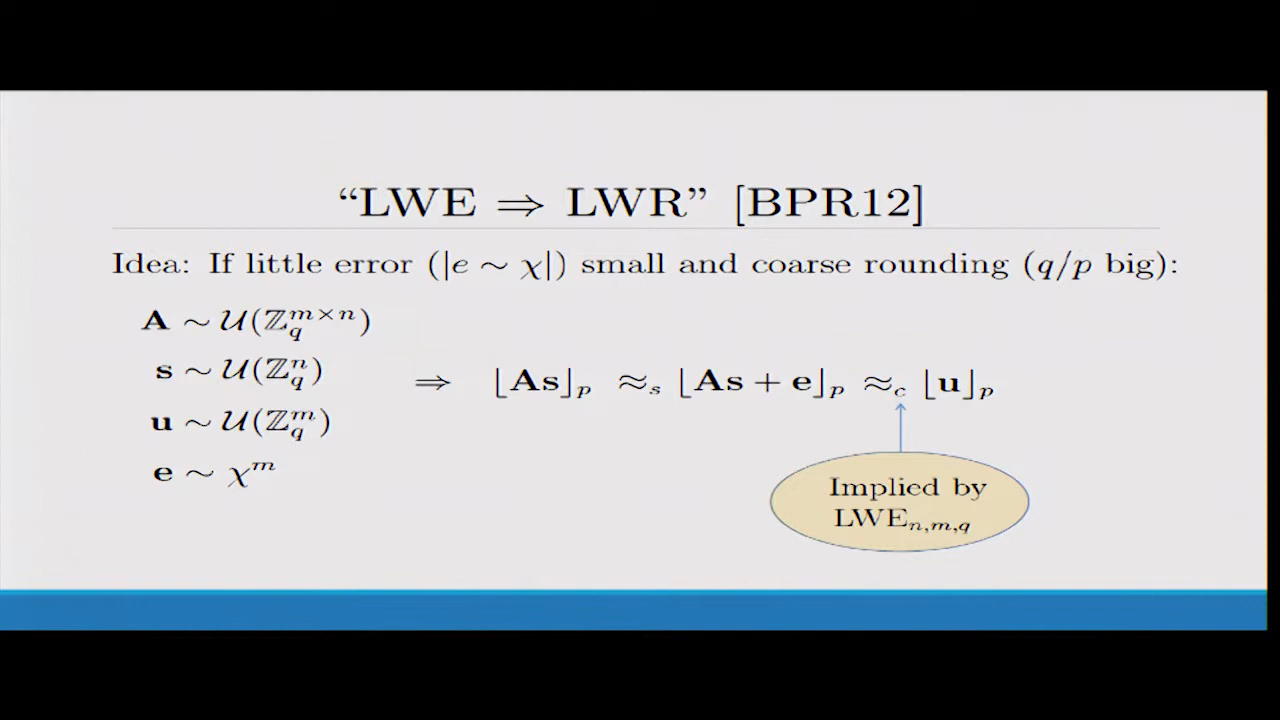 “LWE ⇒ LWR” [BPR12]
Idea: If little error (|e ∼ χ|) small and coarse rounding (q/p big):
A ∼ 𝒰(ℤ_q^{m×n})
s ∼ 𝒰(ℤ_q^n)
u ∼ 𝒰(ℤ_q^m)
e ∼ χ^m
⇒ ⌊As⌋_p ≈_s ⌊As + e⌋_p ≈_c ⌊u⌋_p
Implied by
LWE_{n,m,q}